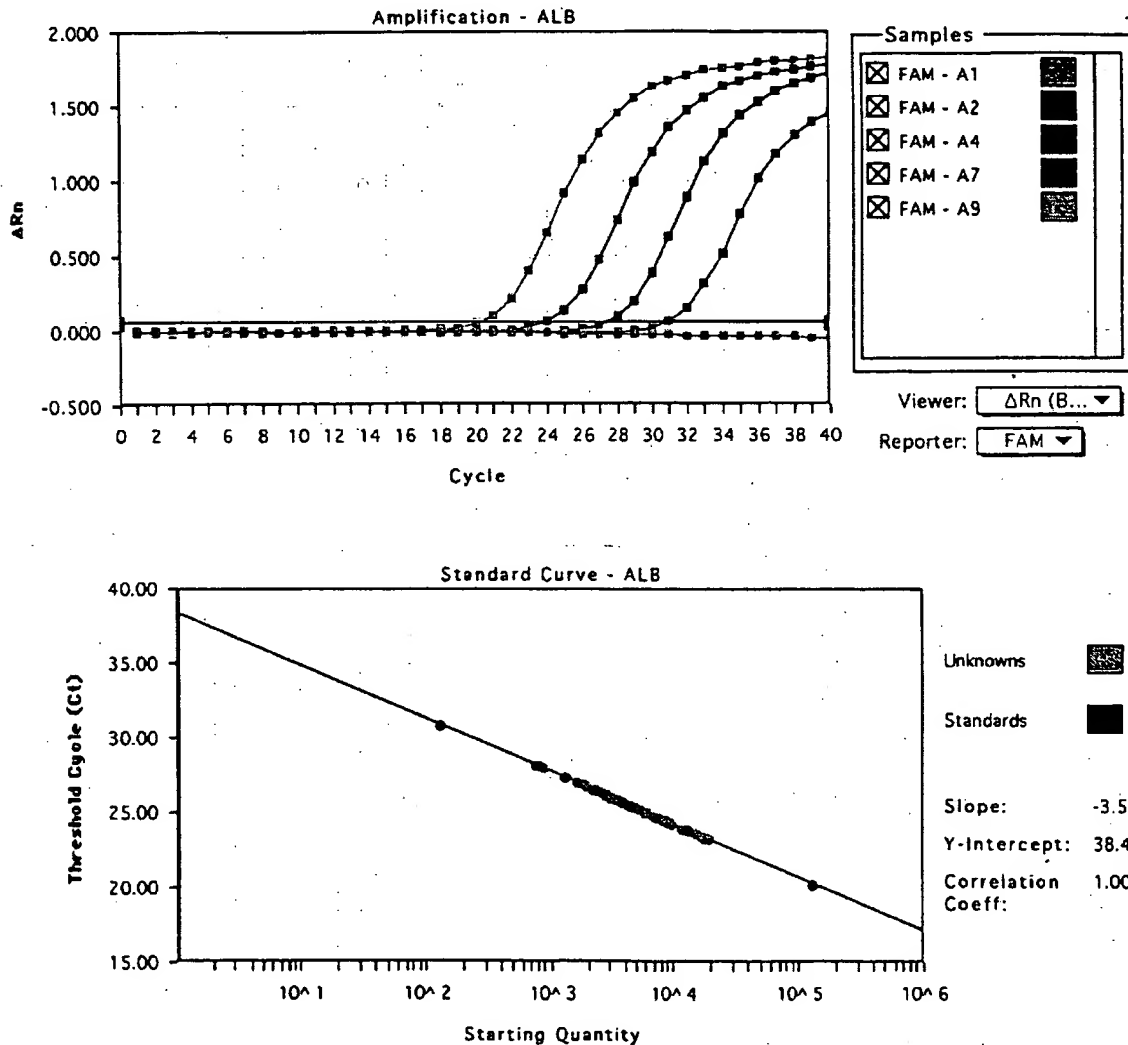 Amplification - ALB
2.000
1.500
1.000
0.500
0.000
-0.500
ΔRn
0 2 4 6 8 10 12 14 16 18 20 22 24 26 28 30 32 34 36 38 40
Cycle
Samples
FAM - A1
FAM - A2
FAM - A4
FAM - A7
FAM - A9
Viewer: ΔRn (B... ▼
Reporter: FAM ▼
Standard Curve - ALB
40.00
35.00
30.00
25.00
20.00
15.00
Threshold Cycle (Ct)
10^1 10^2 10^3 10^4 10^5 10^6
Starting Quantity
Unknowns
Standards
Slope: -3.5
Y-Intercept: 38.4
Correlation 1.00
Coeff: